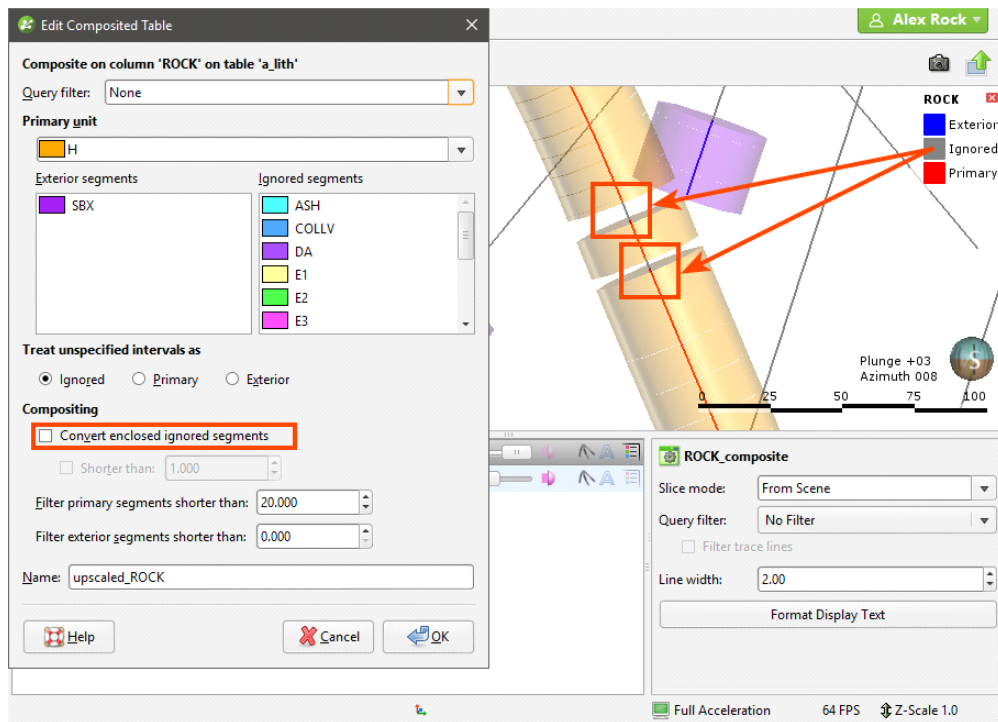 Edit Composited Table
Composite on column 'ROCK' on table 'a_lith'
Query filter: None
Primary unit
H
Exterior segments
SBX
Ignored segments
ASH
COLLV
DA
E1
E2
E3
Treat unspecified intervals as
Ignored Primary Exterior
Compositing
Convert enclosed ignored segments
Shorter than: 1.000
Filter primary segments shorter than: 20.000
Filter exterior segments shorter than: 0.000
Name: upscaled_ROCK
Help Cancel OK
Alex Rock
ROCK
Exterior
Ignored
Primary
S
Plunge +03
Azimuth 008
0 25 50 75 100
ROCK_composite
Slice mode: From Scene
Query filter: No Filter
Filter trace lines
Line width: 2.00
Format Display Text
Full Acceleration 64 FPS Z-Scale 1.0